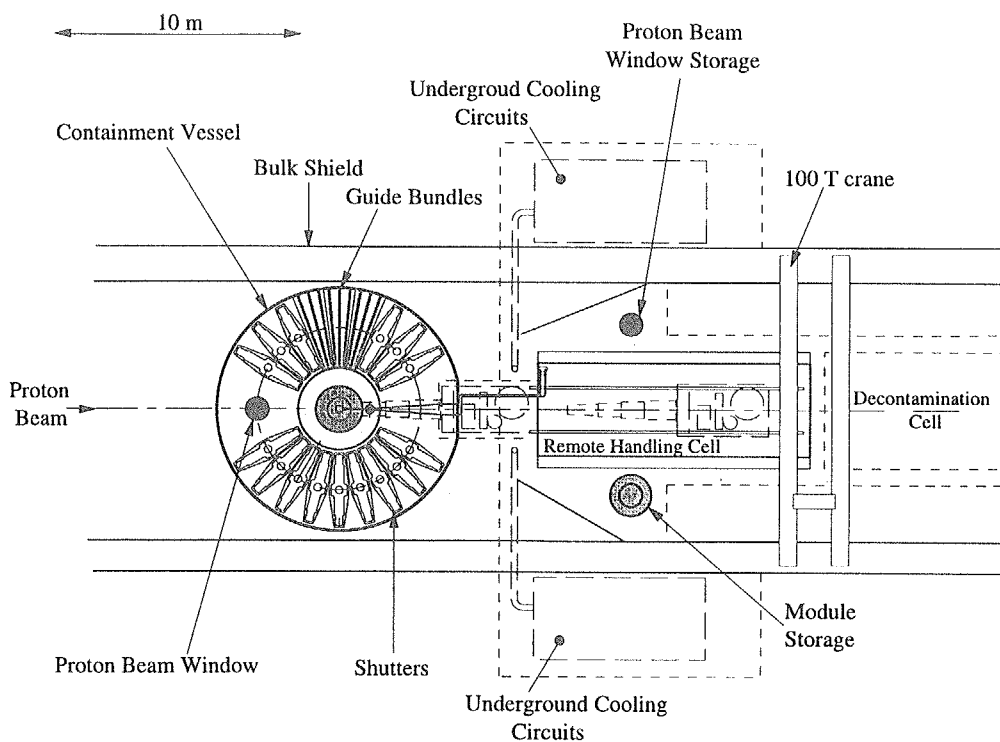 10 m
Proton Beam
Window Storage
Undergroud Cooling
Circuits
Containment Vessel
Bulk Shield
100 T crane
Guide Bundles
Proton
Beam
Decontamination
Cell
Remote Handling Cell
Module
Storage
Proton Beam Window
Shutters
Underground Cooling
Circuits